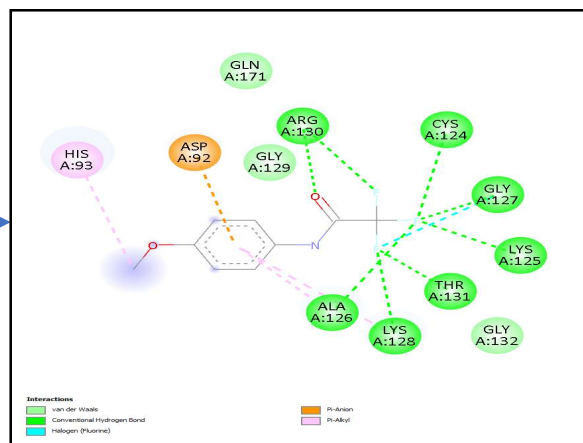 GLN
A:171
ARG
A:130
CYS
A:124
HIS
A:93
ASP
A:92
GLY
A:129
GLY
A:127
O
O
N
LYS
A:125
THR
A:131
ALA
A:126
LYS
A:128
GLY
A:132
Interactions
van der Waals
Conventional Hydrogen Bond
Halogen (Fluorine)
Pi-Anion
Pi-Alkyl